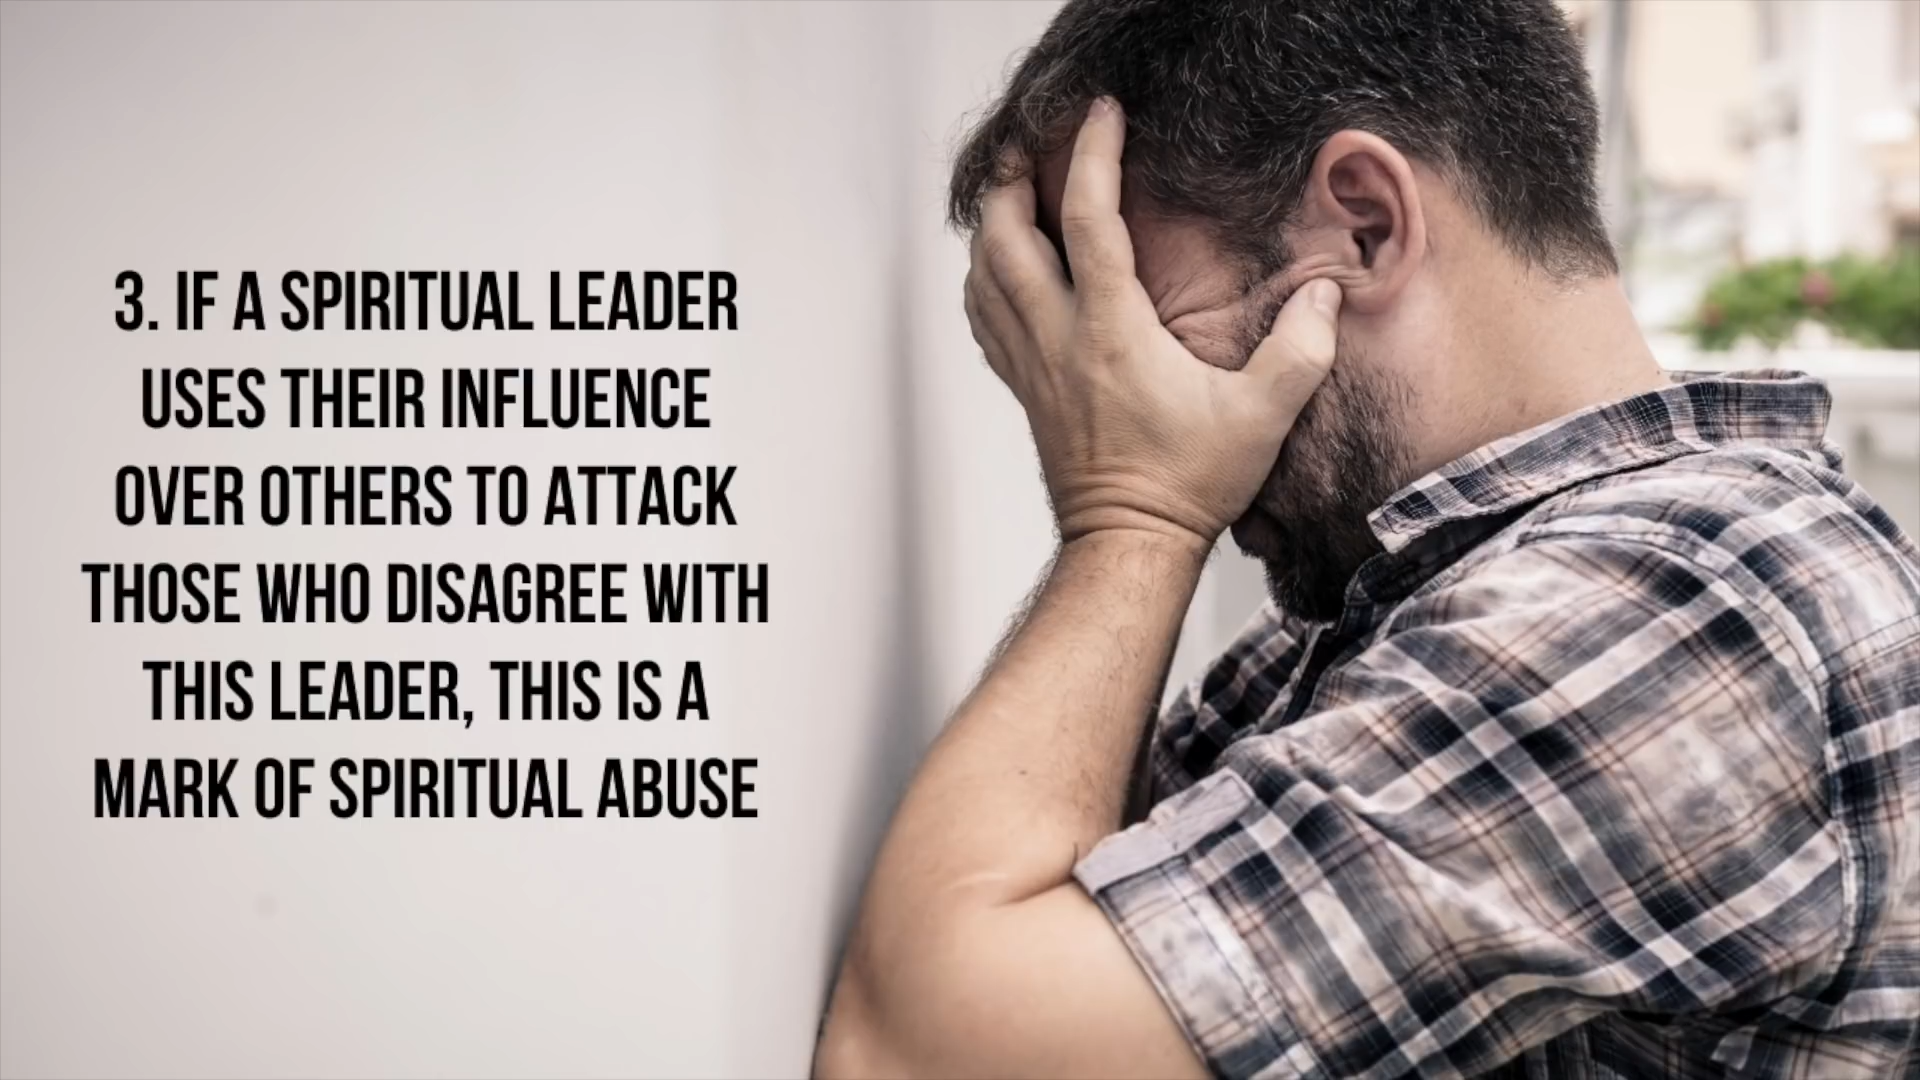 3. IF A SPIRITUAL LEADER
USES THEIR INFLUENCE
OVER OTHERS TO ATTACK
THOSE WHO DISAGREE WITH
THIS LEADER, THIS IS A
MARK OF SPIRITUAL ABUSE